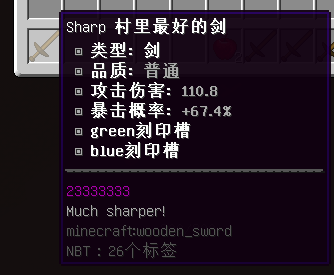 Sharp 村里最好的剑
▣ 类型: 剑
▣ 品质: 普通
▣ 攻击伤害: 110.8
▣ 暴击概率: +67.4%
▣ green刻印槽
▣ blue刻印槽
23333333
Much sharper!
minecraft:wooden_sword
NBT: 26个标签